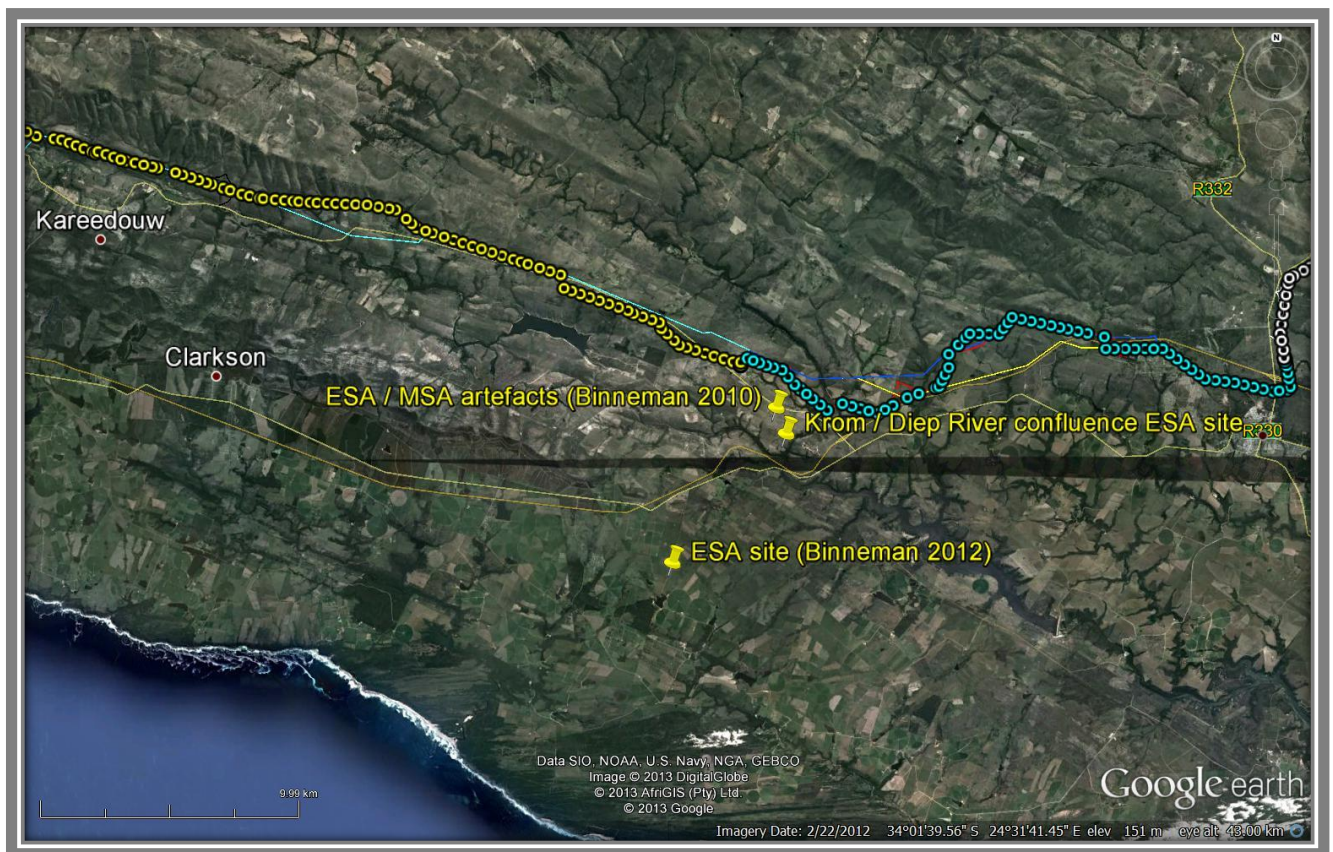 N
R332
Kareedouw
Clarkson
ESA / MSA artefacts (Binneman 2010)
Krom / Diep River confluence ESA site
R330
ESA site (Binneman 2012)
Data SIO, NOAA, U.S. Navy, NGA, GEBCO
Image © 2013 DigitalGlobe
© 2013 AfriGIS (Pty) Ltd.
© 2013 Google
Google earth
9.99 km
Imagery Date: 2/22/2012 34°01'39.56" S 24°31'41.45" E elev 151 m eye alt 43.00 km